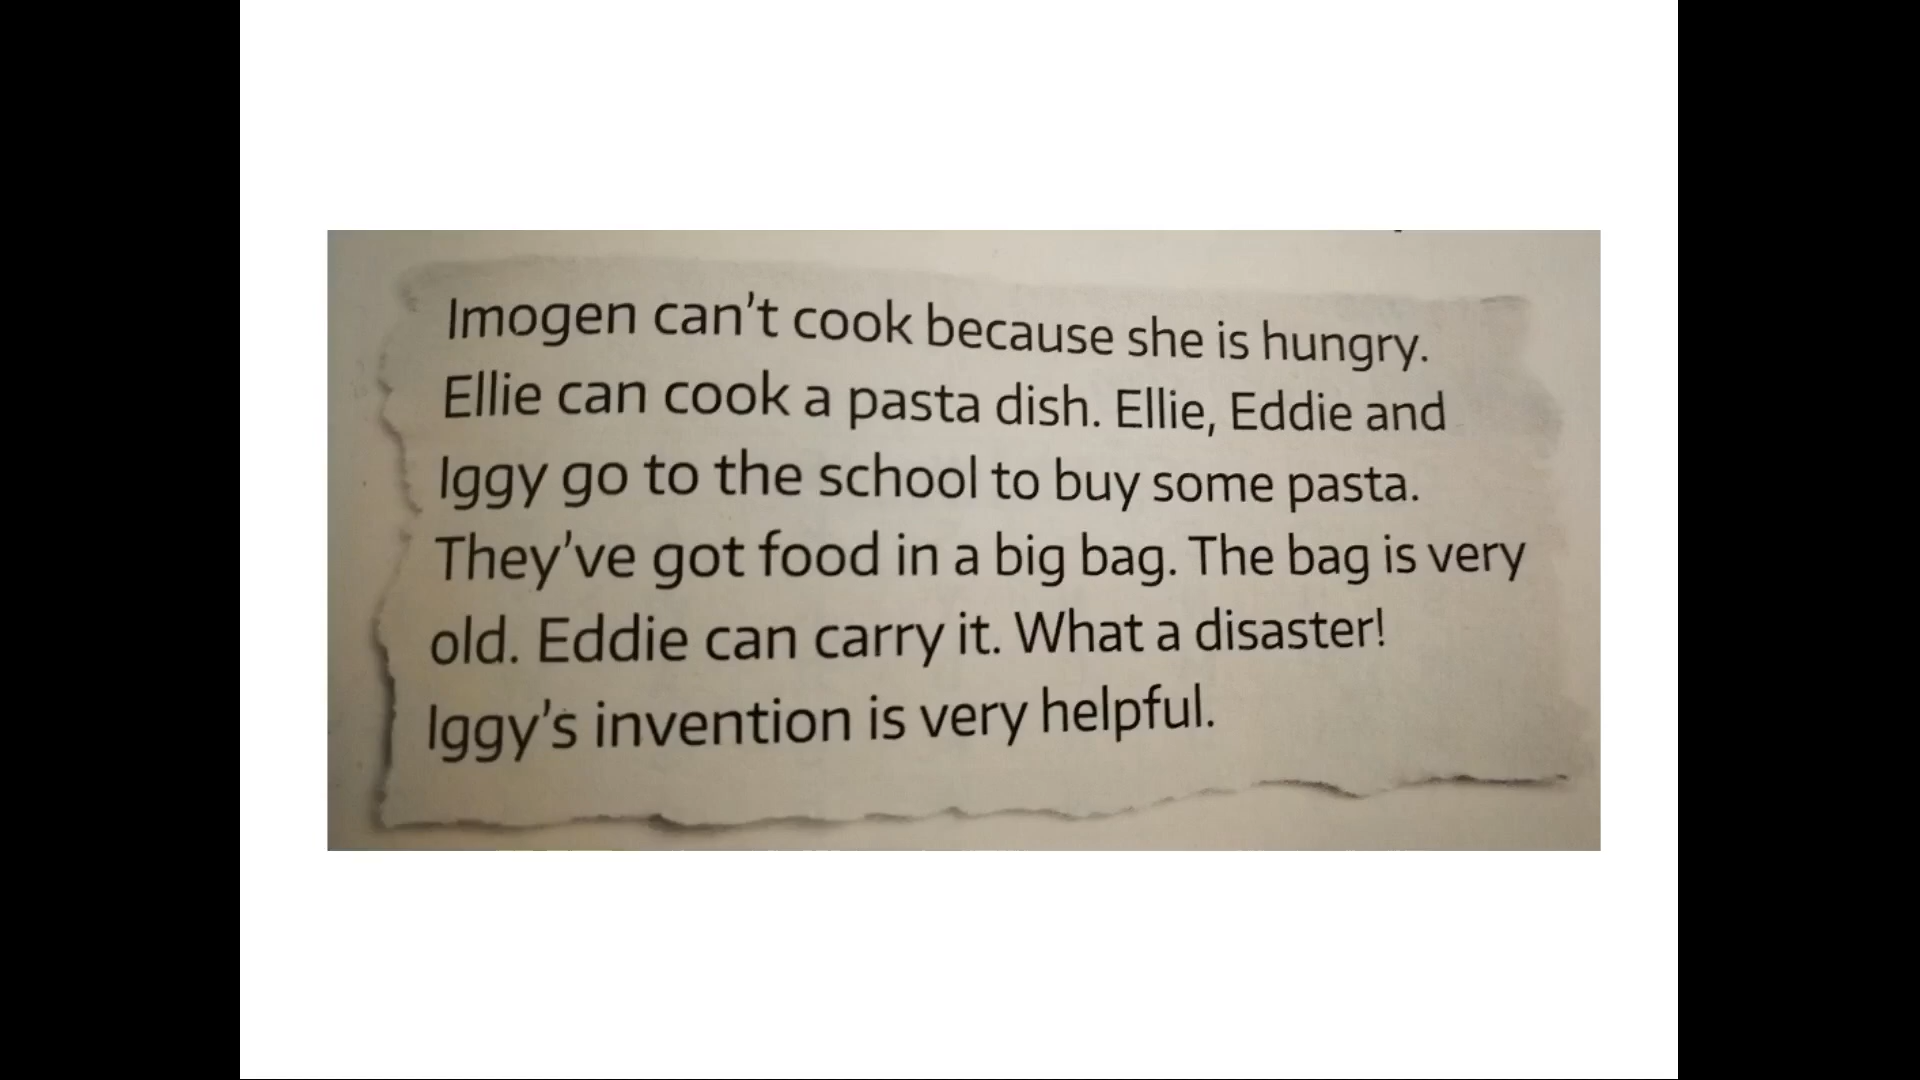 Imogen can't cook because she is hungry.
Ellie can cook a pasta dish. Ellie, Eddie and
Iggy go to the school to buy some pasta.
They've got food in a big bag. The bag is very
old. Eddie can carry it. What a disaster!
Iggy's invention is very helpful.